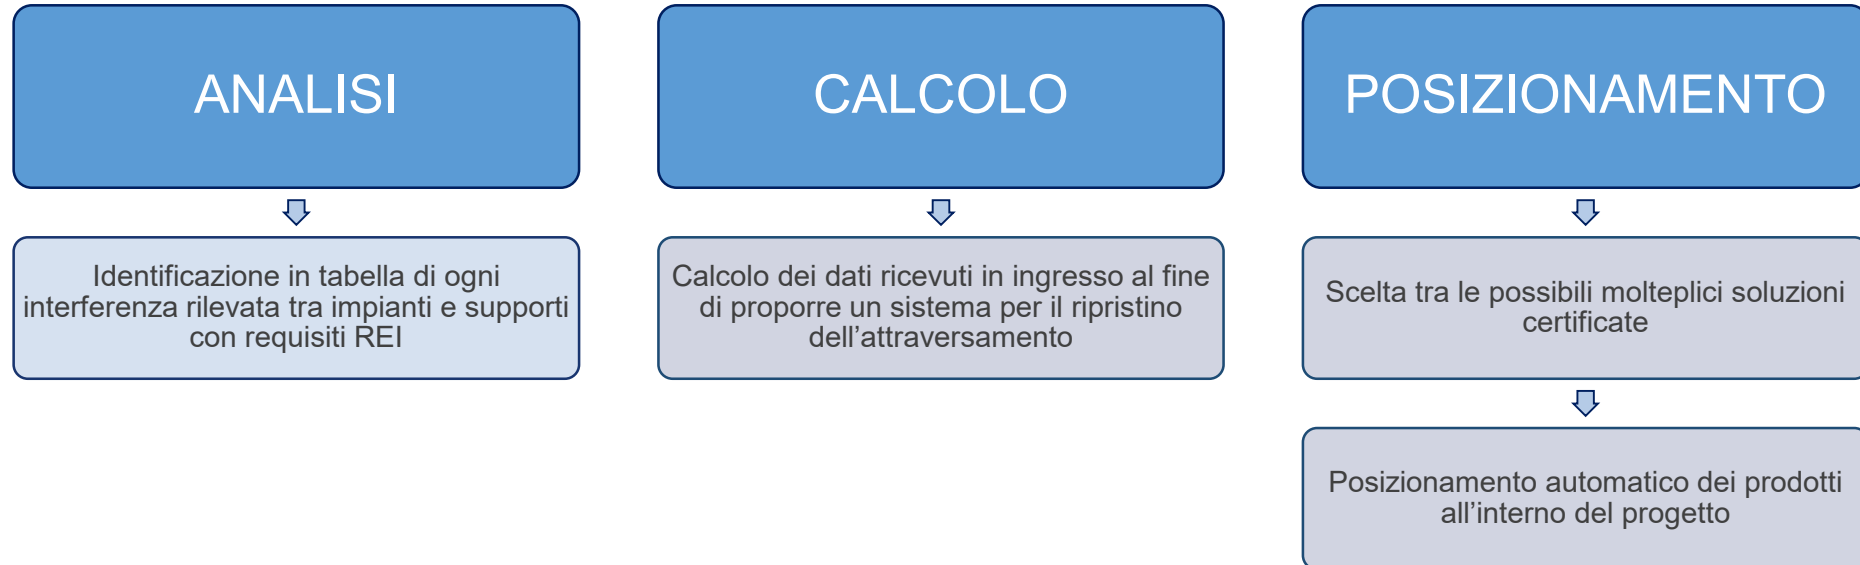 ANALISI
Identificazione in tabella di ogni
interferenza rilevata tra impianti e supporti
con requisiti REI
CALCOLO
Calcolo dei dati ricevuti in ingresso al fine
di proporre un sistema per il ripristino
dell’attraversamento
POSIZIONAMENTO
Scelta tra le possibili molteplici soluzioni
certificate
Posizionamento automatico dei prodotti
all’interno del progetto